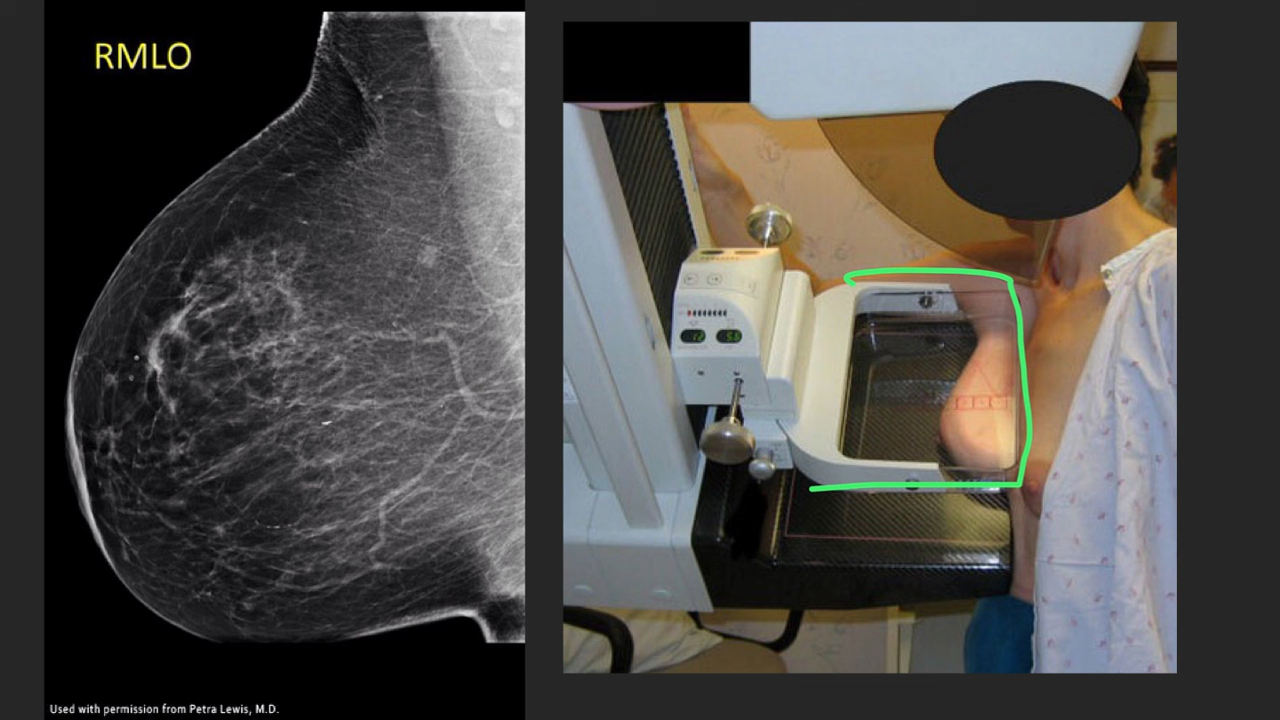 RMLO
Used with permission from Petra Lewis, M.D.